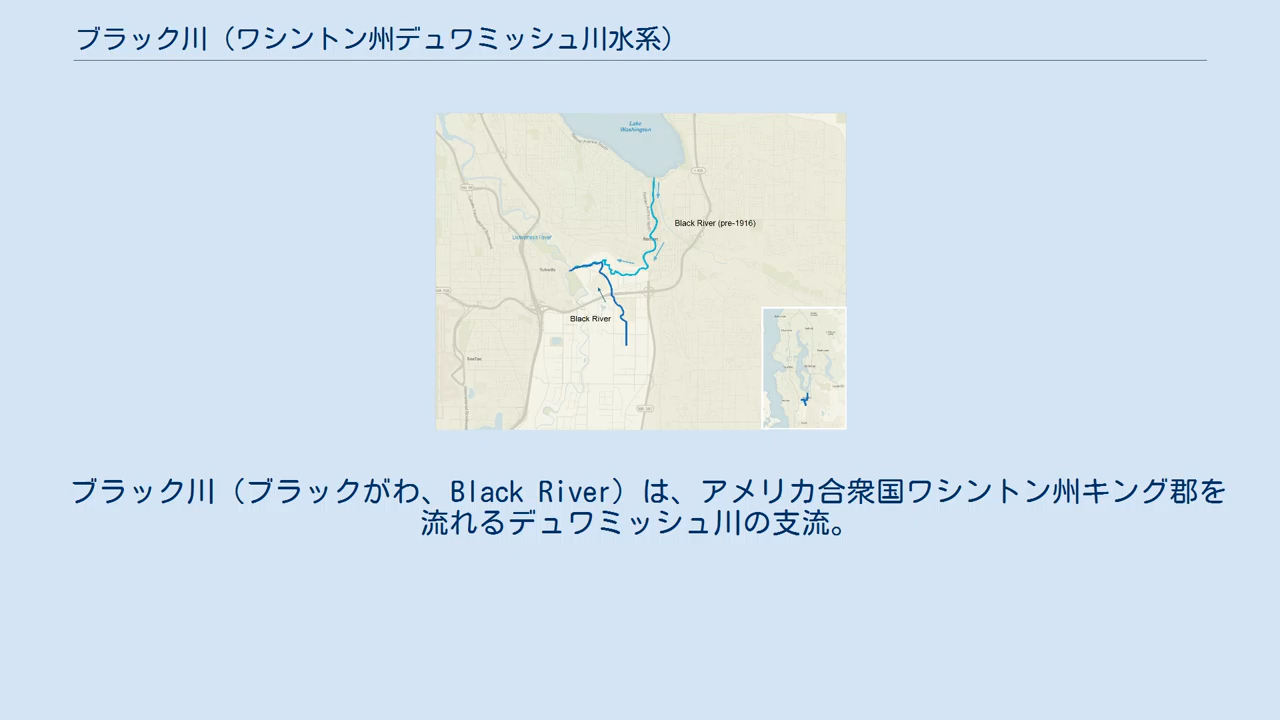 ブラック川（ワシントン州デュワミッシュ川水系）
Lake
Washington
Black River (pre-1916)
Black River
ブラック川（ブラックがわ、Black River）は、アメリカ合衆国ワシントン州キング郡を
流れるデュワミッシュ川の支流。